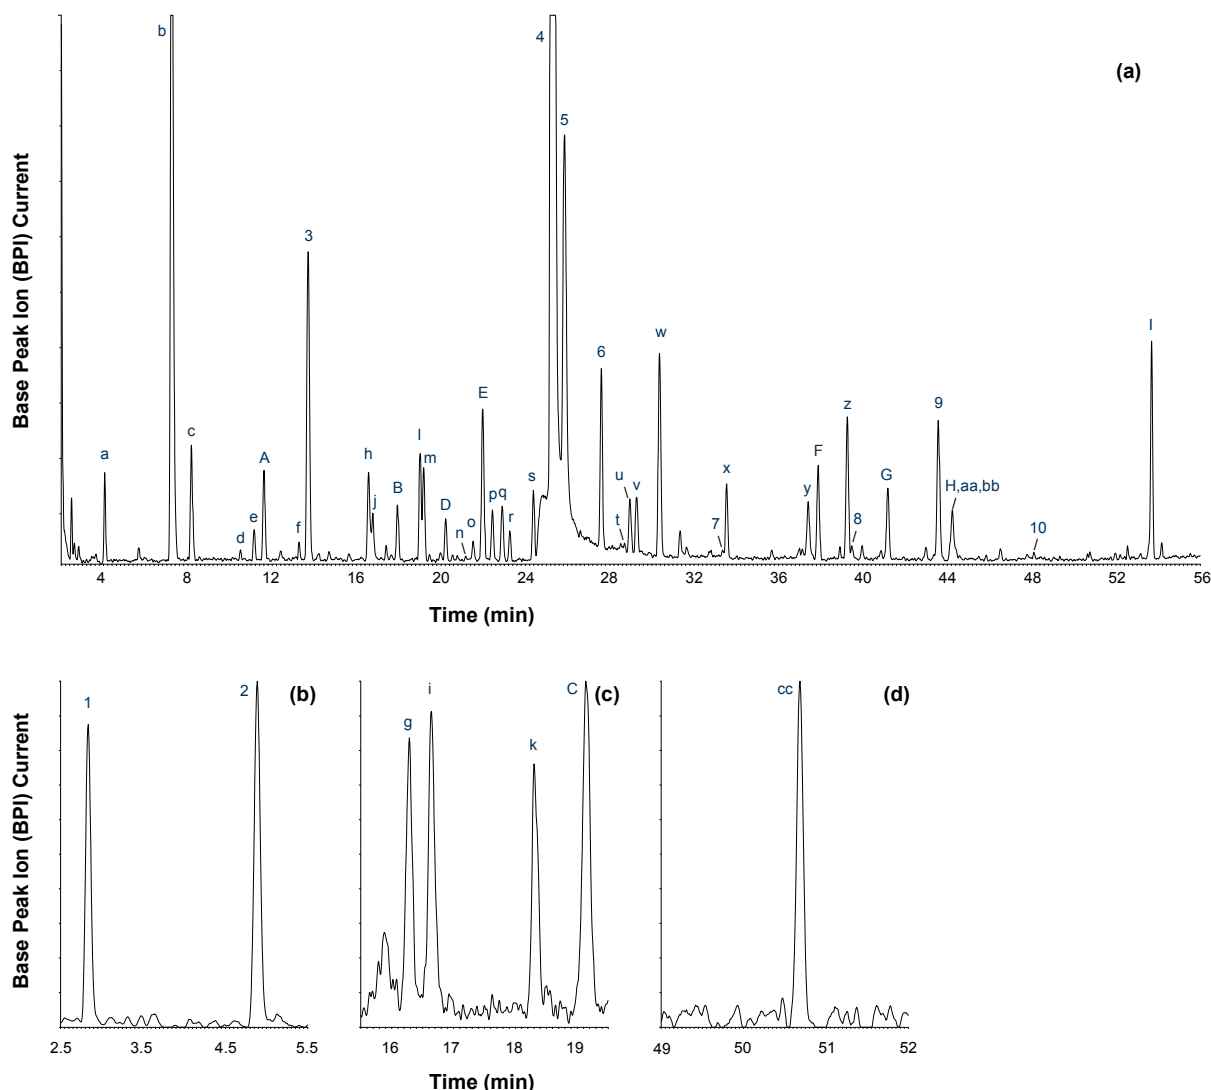 b
4
(a)
5
3
E
6
w
I
a
c
A
h
l
m
j
B
D
d
e
f
n
o
p
q
r
s
t
u
v
7
x
y
F
z
8
G
9
H,aa,bb
10
Base Peak Ion (BPI) Current
4 8 12 16 20 24 28 32 36 40 44 48 52 56
Time (min)
1
2
(b)
g
i
k
C
(c)
cc
(d)
Base Peak Ion (BPI) Current
2.5 3.5 4.5 5.5
16 17 18 19
49 50 51 52
Time (min)